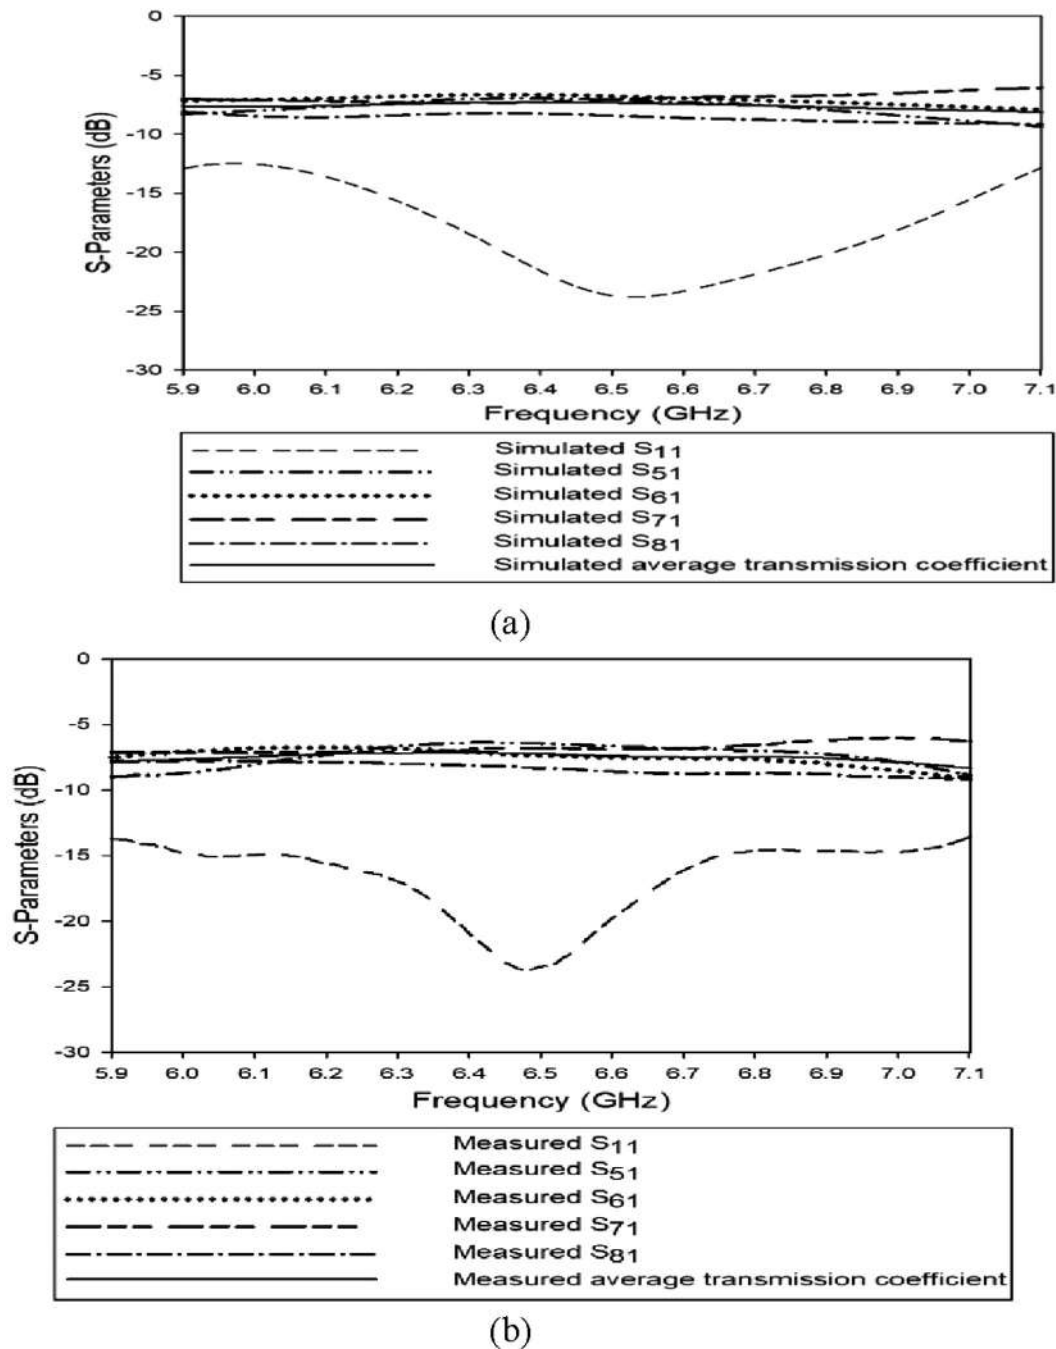 0
-5
-10
-15
-20
-25
-30
S-Parameters (dB)
5.9 6.0 6.1 6.2 6.3 6.4 6.5 6.6 6.7 6.8 6.9 7.0 7.1
Frequency (GHz)
Simulated S11
Simulated S51
Simulated S61
Simulated S71
Simulated S81
Simulated average transmission coefficient
(a)
0
-5
-10
-15
-20
-25
-30
S-Parameters (dB)
5.9 6.0 6.1 6.2 6.3 6.4 6.5 6.6 6.7 6.8 6.9 7.0 7.1
Frequency (GHz)
Measured S11
Measured S51
Measured S61
Measured S71
Measured S81
Measured average transmission coefficient
(b)